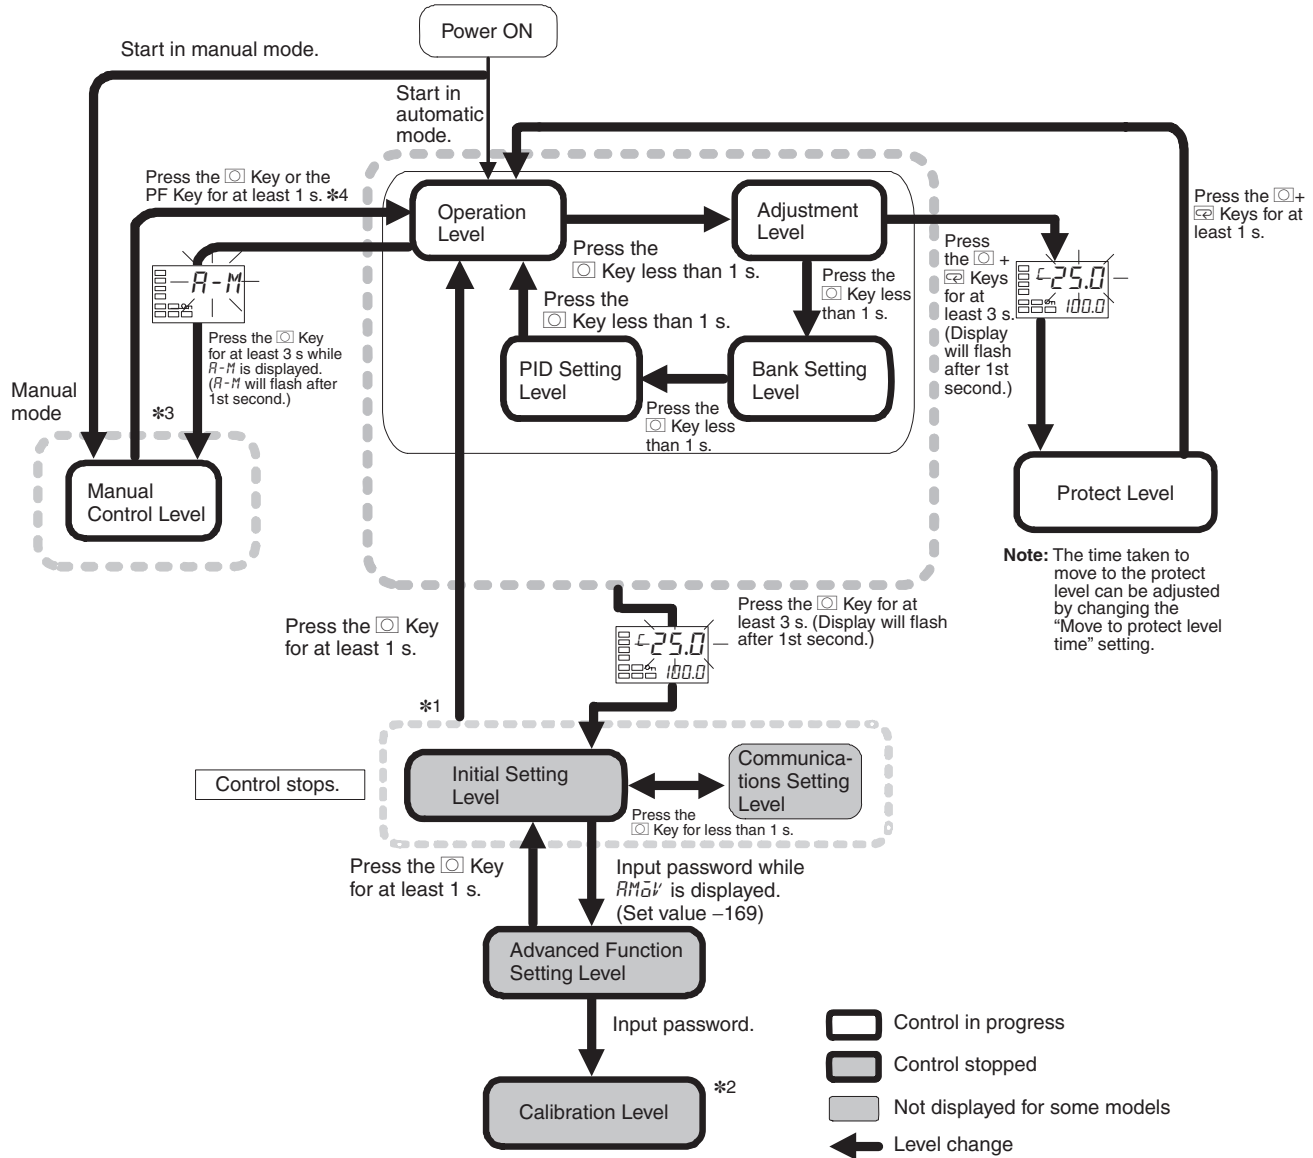 Power ON
Start in manual mode.
Start in
automatic
mode.
Press the Key or the
PF Key for at least 1 s. ✻4
Operation
Level
Adjustment
Level
Press the +
Keys for at
least 1 s.
Press the
Key less than 1 s.
Press
the +
Keys
for at
least 3 s.
(Display
will flash
after 1st
second.)
C 25.0
100.0
A-M
Press the
Key less
than 1 s.
Press the
Key less than 1 s.
Press the Key
for at least 3 s while
A-M is displayed.
(A-M will flash after
1st second.)
PID Setting
Level
Bank Setting
Level
Press the
Key less
than 1 s.
Manual
mode
✻3
Manual
Control Level
Protect Level
Note: The time taken to
move to the protect
level can be adjusted
by changing the
“Move to protect level
time” setting.
Press the Key
for at least 1 s.
Press the Key for at
least 3 s. (Display will flash
after 1st second.)
C 25.0
100.0
✻1
Control stops.
Initial Setting
Level
Communica-
tions Setting
Level
Press the
Key for less than 1 s.
Press the Key
for at least 1 s.
Input password while
AMoV is displayed.
(Set value −169)
Advanced Function
Setting Level
Input password.
Calibration Level
✻2
Control in progress
Control stopped
Not displayed for some models
Level change